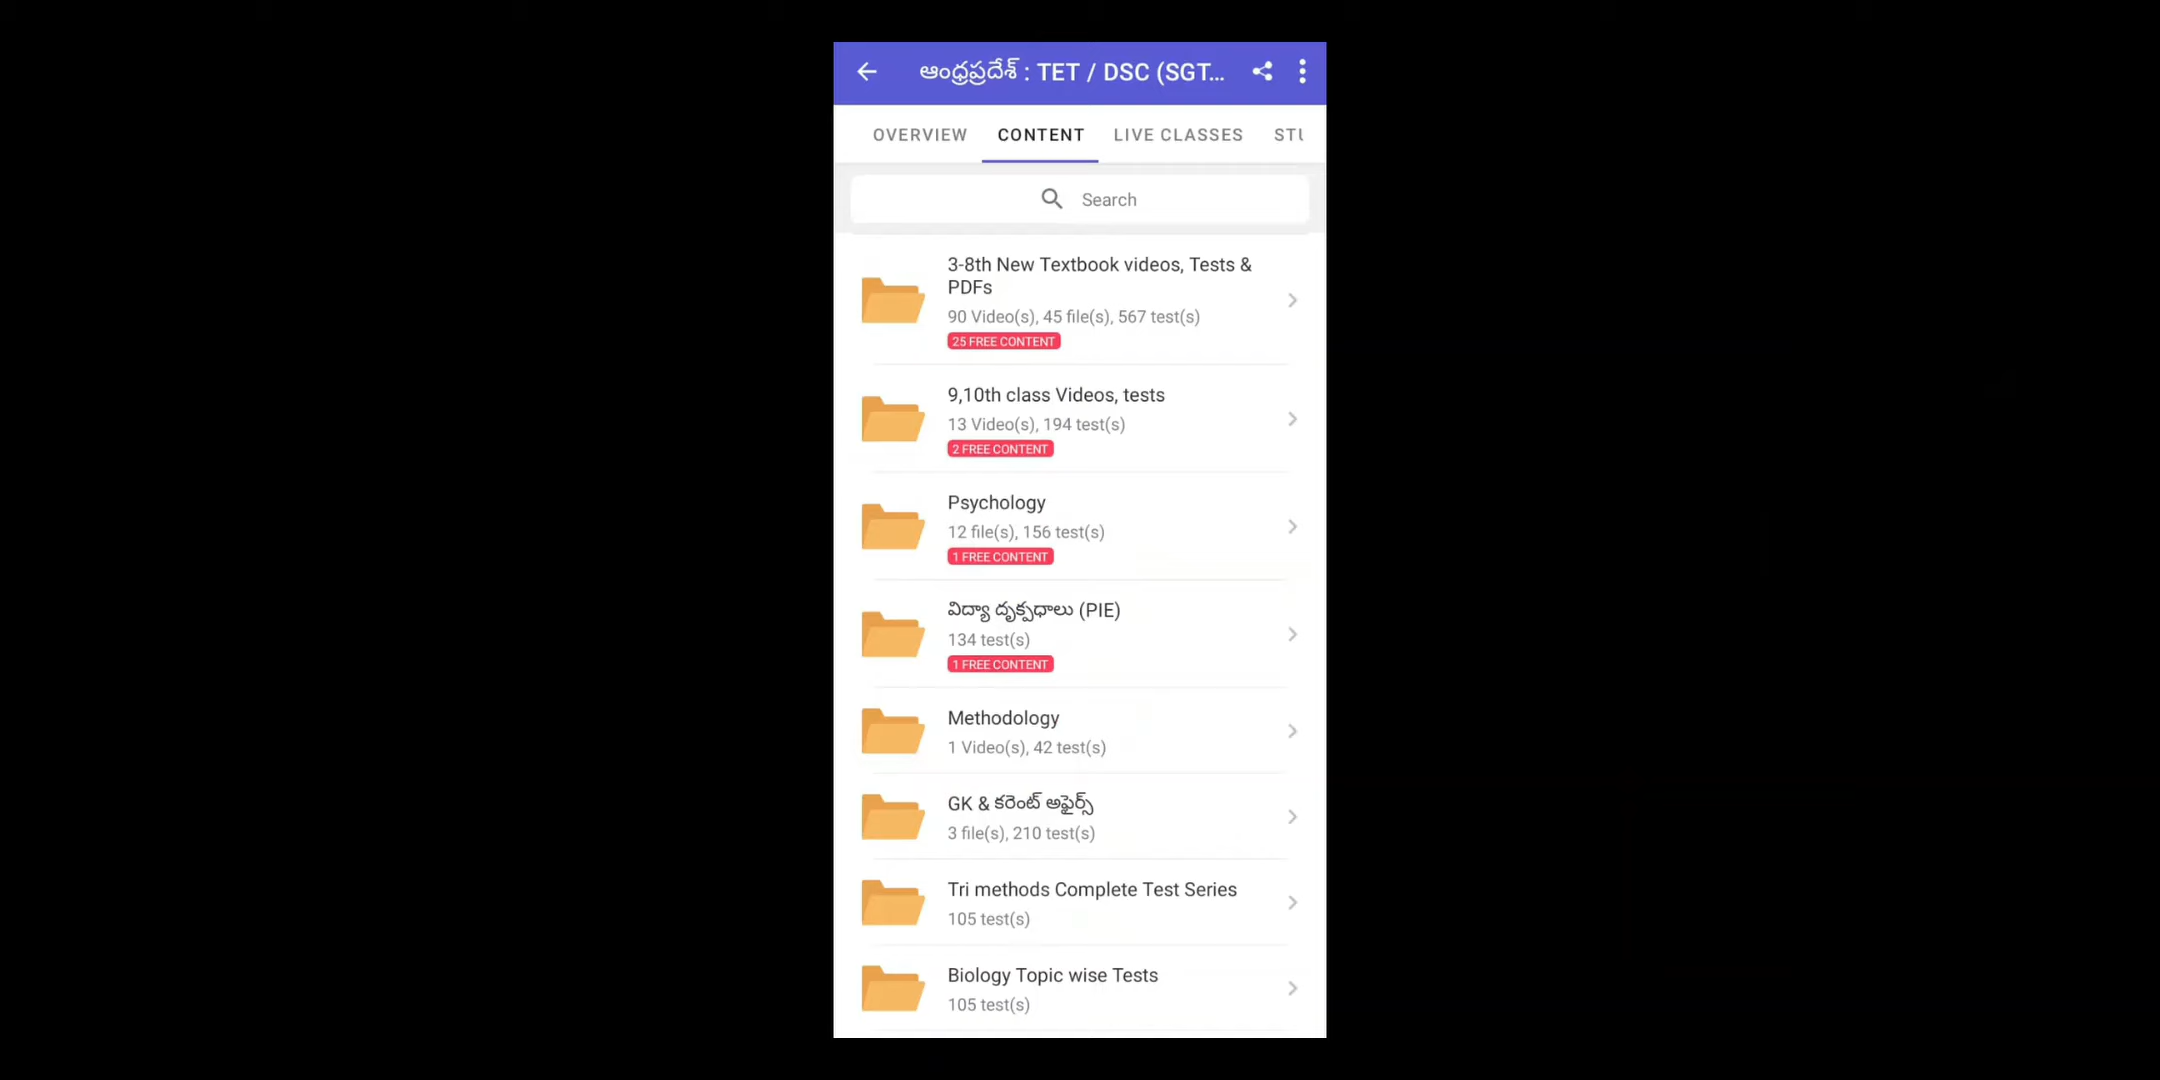 ఆంధ్రప్రదేశ్ : TET / DSC (SGT...
OVERVIEW CONTENT LIVE CLASSES STU
Search
3-8th New Textbook videos, Tests &
PDFs
90 Video(s), 45 file(s), 567 test(s)
25 FREE CONTENT
9,10th class Videos, tests
13 Video(s), 194 test(s)
2 FREE CONTENT
Psychology
12 file(s), 156 test(s)
1 FREE CONTENT
విద్యా దృక్పధాలు (PIE)
134 test(s)
1 FREE CONTENT
Methodology
1 Video(s), 42 test(s)
GK & కరెంట్ అఫైర్స్
3 file(s), 210 test(s)
Tri methods Complete Test Series
105 test(s)
Biology Topic wise Tests
105 test(s)